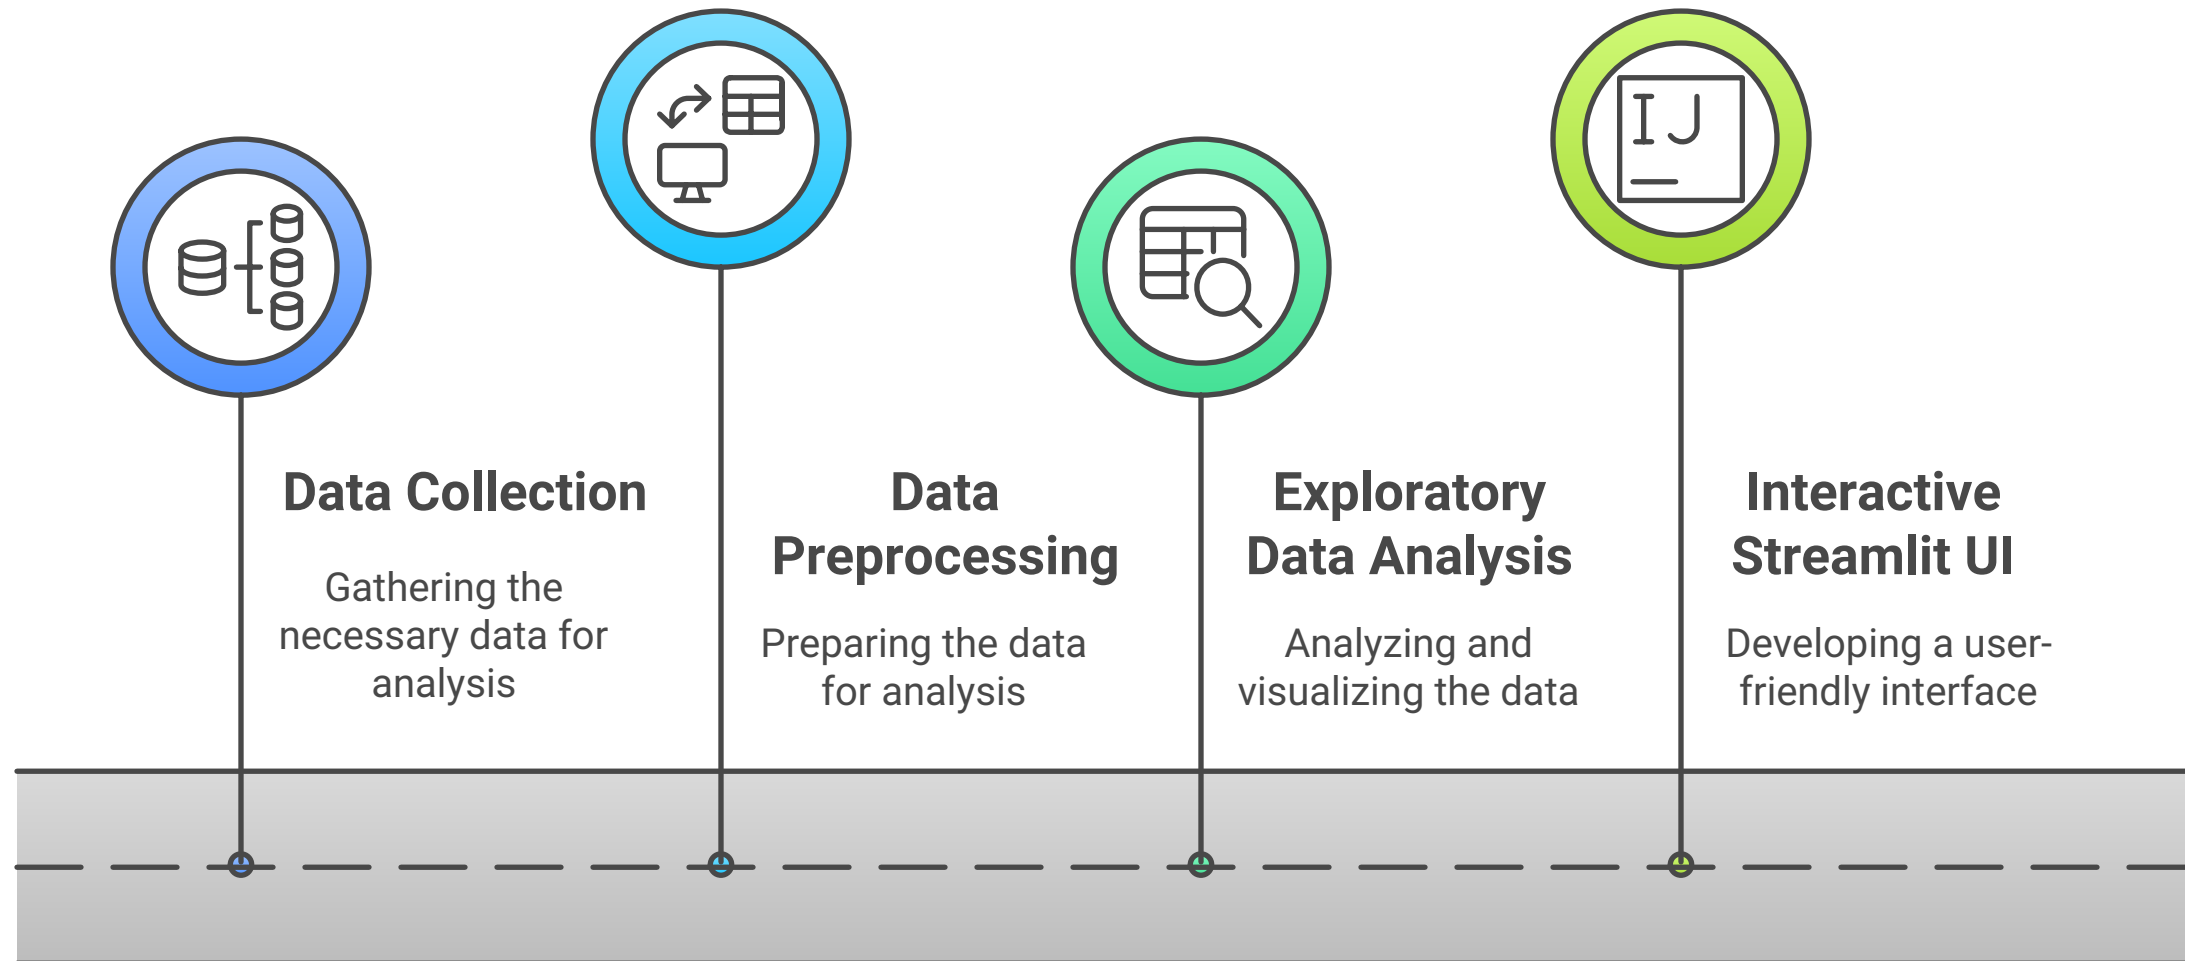 IJ
Data Collection
Gathering the
necessary data for
analysis
Data
Preprocessing
Preparing the data
for analysis
Exploratory
Data Analysis
Analyzing and
visualizing the data
Interactive
Streamlit UI
Developing a user-
friendly interface